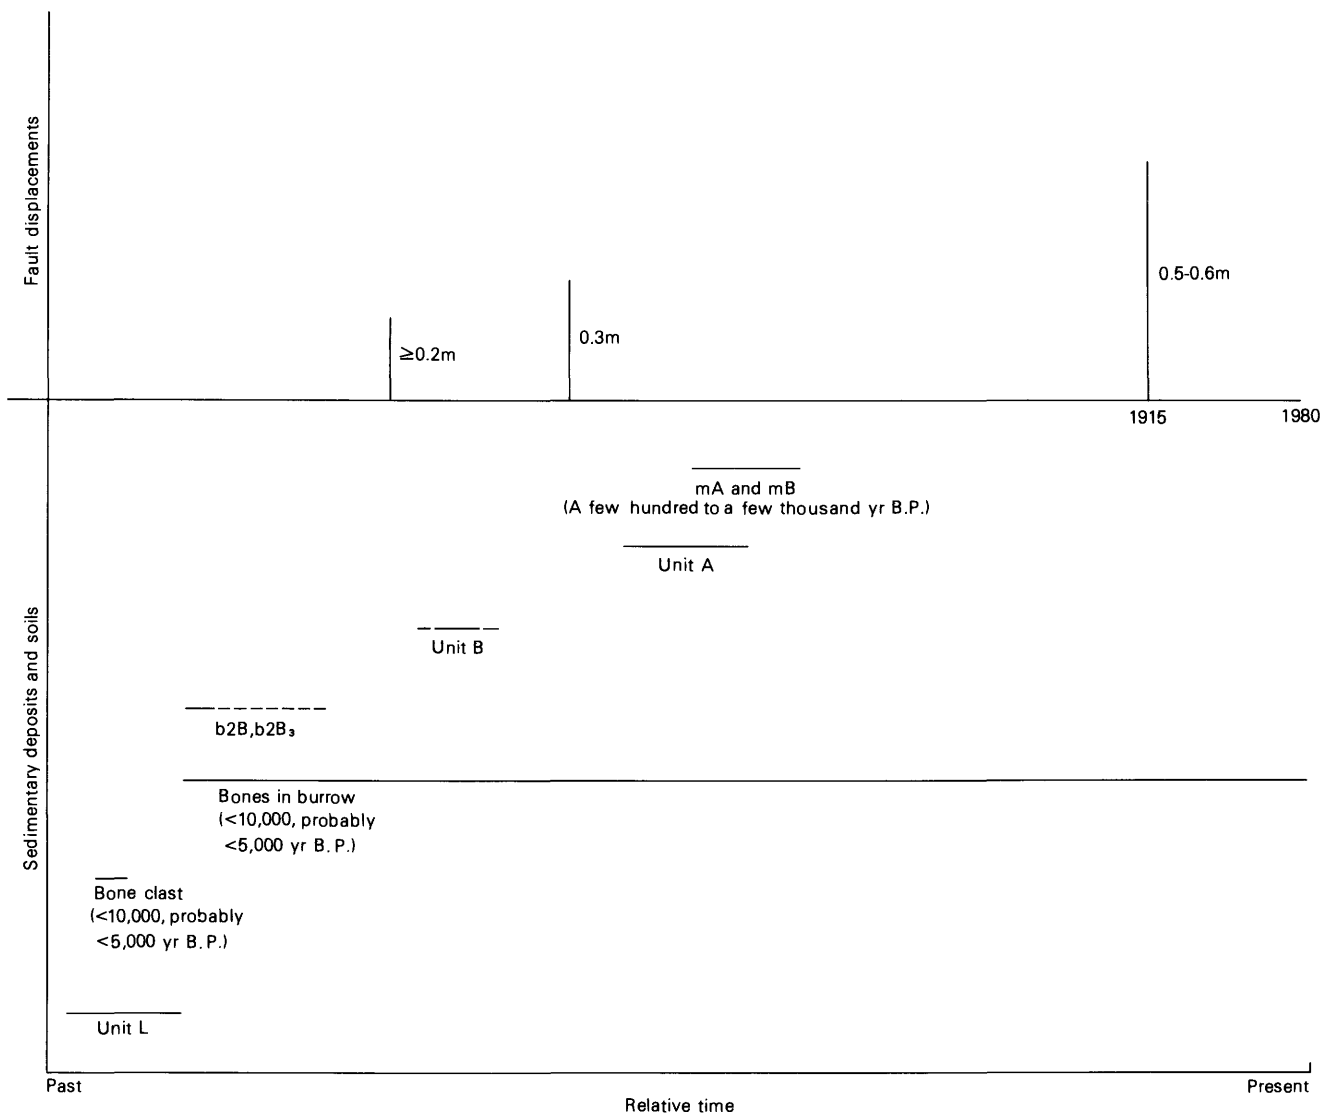 Fault displacements
≥0.2m
0.3m
0.5-0.6m
1915
1980
Sedimentary deposits and soils
mA and mB
(A few hundred to a few thousand yr B.P.)
Unit A
Unit B
b2B,b2B₃
Bones in burrow
(<10,000, probably
<5,000 yr B.P.)
Bone clast
(<10,000, probably
<5,000 yr B.P.)
Unit L
Past
Present
Relative time